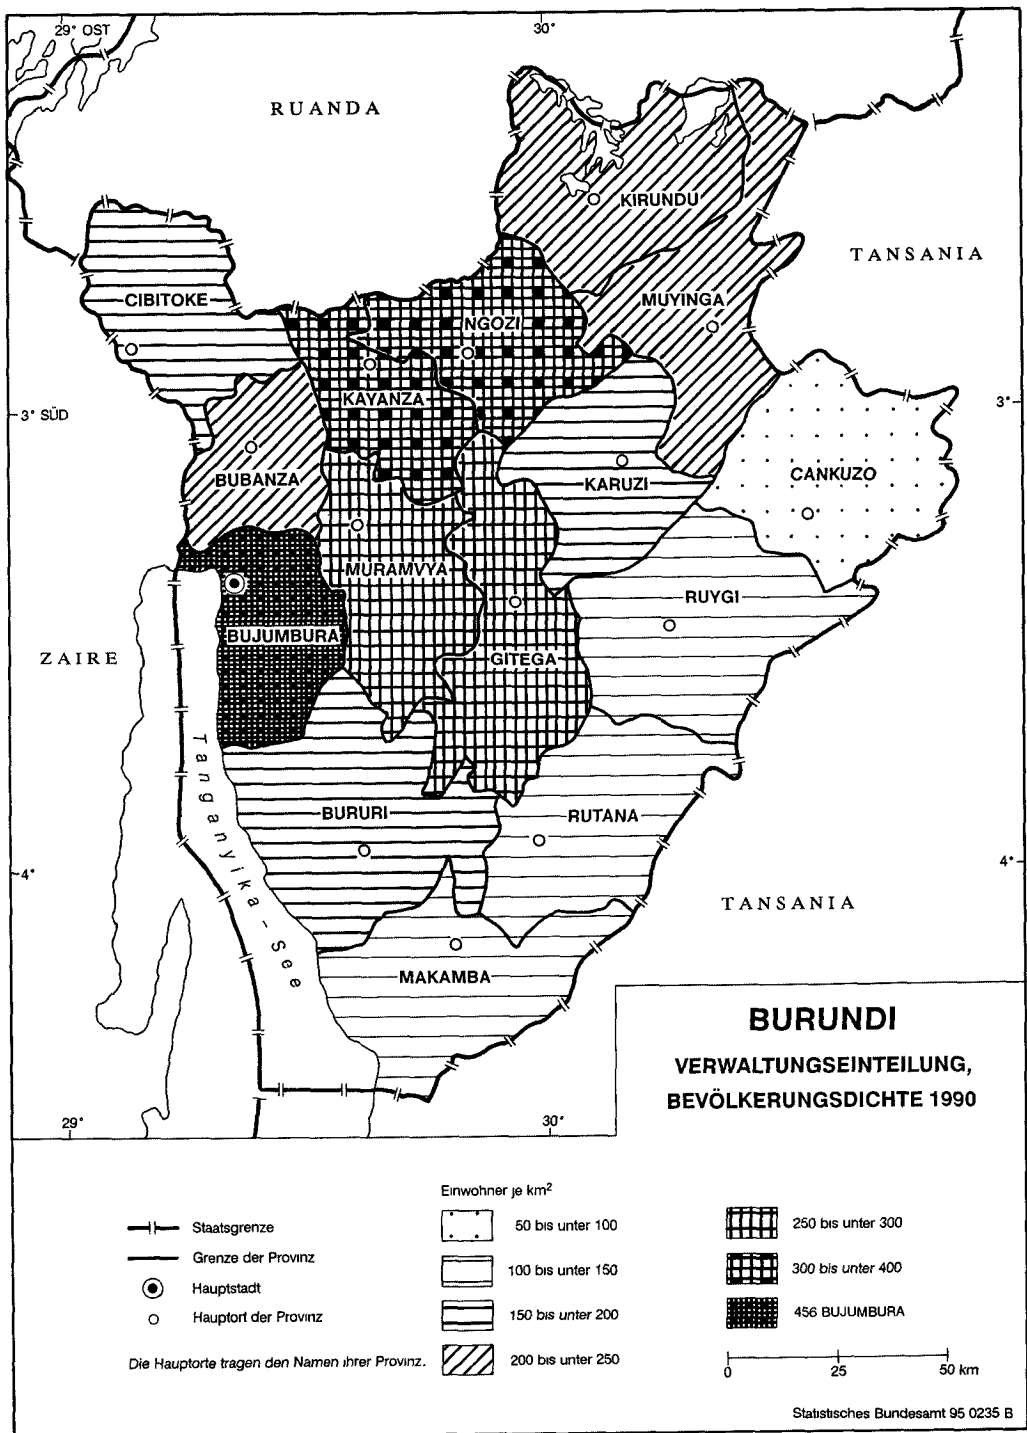 29° OST
30°
RUANDA
KIRUNDU
TANSANIA
CIBITOKE
MUYINGA
NGOZI
KAYANZA
3° SÜD
3°
BUBANZA
KARUZI
CANKUZO
MURAMVYA
RUYGI
BUJUMBURA
ZAIRE
GITEGA
Tanganyika - See
BURURI
RUTANA
4°
4°
TANSANIA
MAKAMBA
BURUNDI
VERWALTUNGSEINTEILUNG,
BEVÖLKERUNGSDICHTE 1990
29°
30°
Staatsgrenze
Grenze der Provinz
Hauptstadt
Hauptort der Provinz
Die Hauptorte tragen den Namen ihrer Provinz.
Einwohner je km²
50 bis unter 100
100 bis unter 150
150 bis unter 200
200 bis unter 250
250 bis unter 300
300 bis unter 400
456 BUJUMBURA
0 25 50 km
Statistisches Bundesamt 95 0235 B